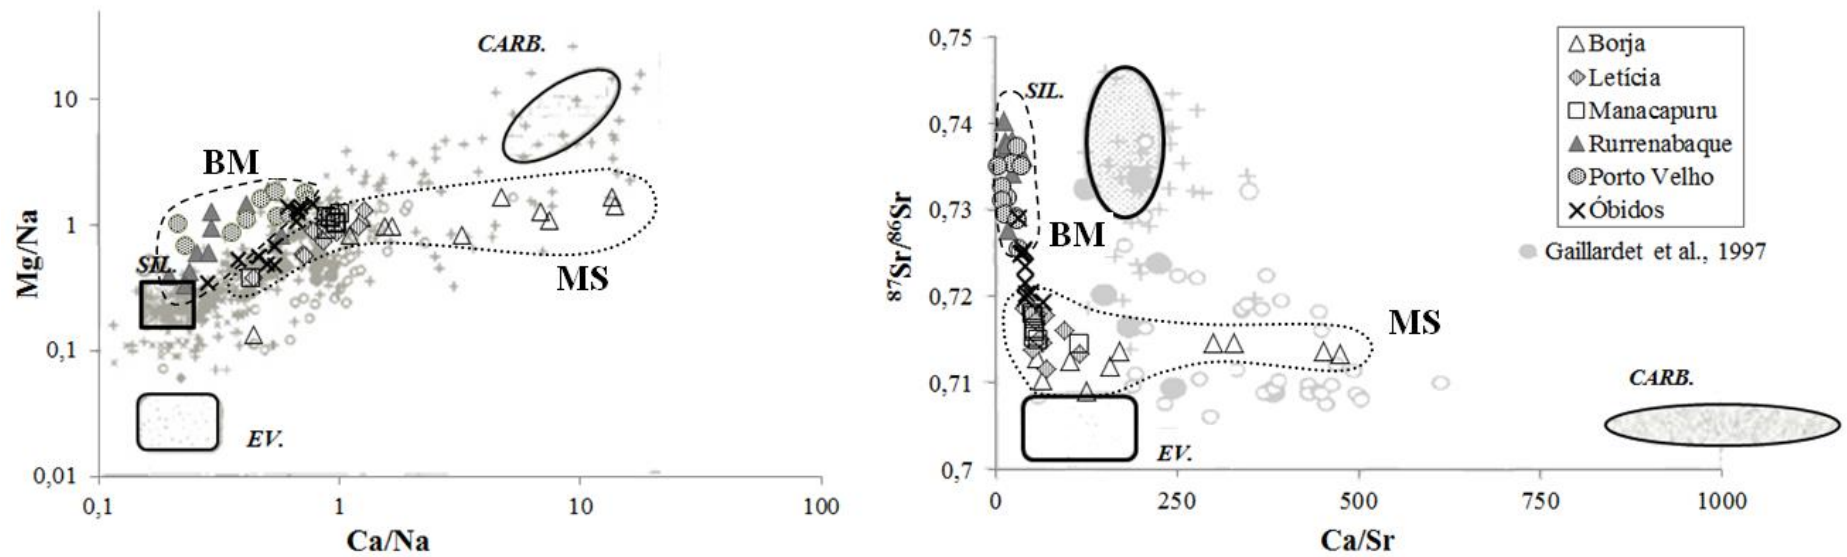 CARB.
10
BM
Mg/Na
1
SIL.
MS
0,1
EV.
0,01
0,1
1
10
100
Ca/Na
0,75
Borja
Letícia
Manacapuru
Rurrenabaque
Porto Velho
Óbidos
Gaillardet et al., 1997
SIL.
0,74
0,73
BM
87Sr/86Sr
0,72
MS
0,71
CARB.
EV.
0,7
0
250
500
750
1000
Ca/Sr